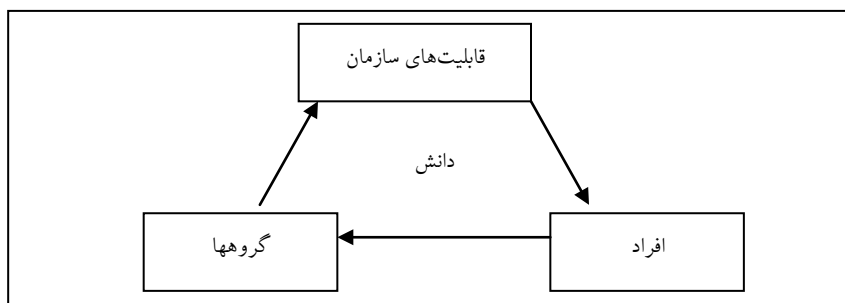 قابلیت‌های سازمان
دانش
افراد
گروهها